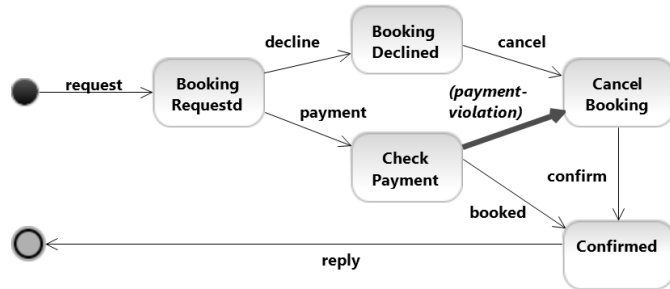 request
Booking
Requestd
decline
Booking
Declined
cancel
payment
Check
Payment
(payment-
violation)
Cancel
Booking
booked
confirm
Confirmed
reply